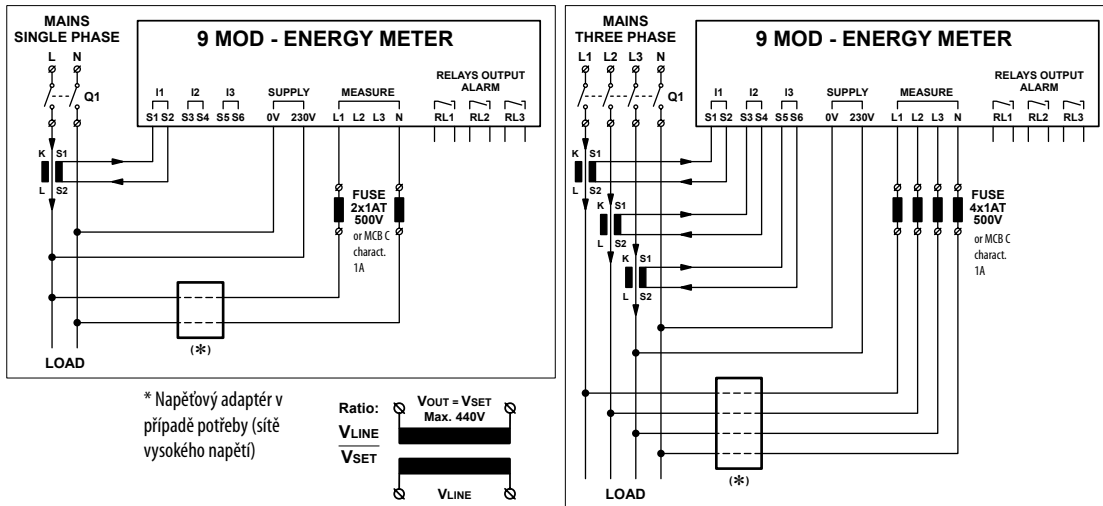 MAINS
SINGLE PHASE
L N
Q1
9 MOD - ENERGY METER
RELAYS OUTPUT
ALARM
I1 I2 I3 SUPPLY MEASURE
S1 S2 S3 S4 S5 S6 0V 230V L1 L2 L3 N RL1 RL2 RL3
K S1
L S2
FUSE
2x1AT
500V
or MCB C
charact.
1A
(*)
LOAD
* Napěťový adaptér v
případě potřeby (sítě
vysokého napětí)
Ratio:
VLINE
VSET
VOUT = VSET
Max. 440V
VLINE
MAINS
THREE PHASE
L1 L2 L3 N
Q1
9 MOD - ENERGY METER
RELAYS OUTPUT
ALARM
I1 I2 I3 SUPPLY MEASURE
S1 S2 S3 S4 S5 S6 0V 230V L1 L2 L3 N RL1 RL2 RL3
K S1
L S2
K S1
L S2
K S1
L S2
FUSE
4x1AT
500V
or MCB C
charact.
1A
(*)
LOAD